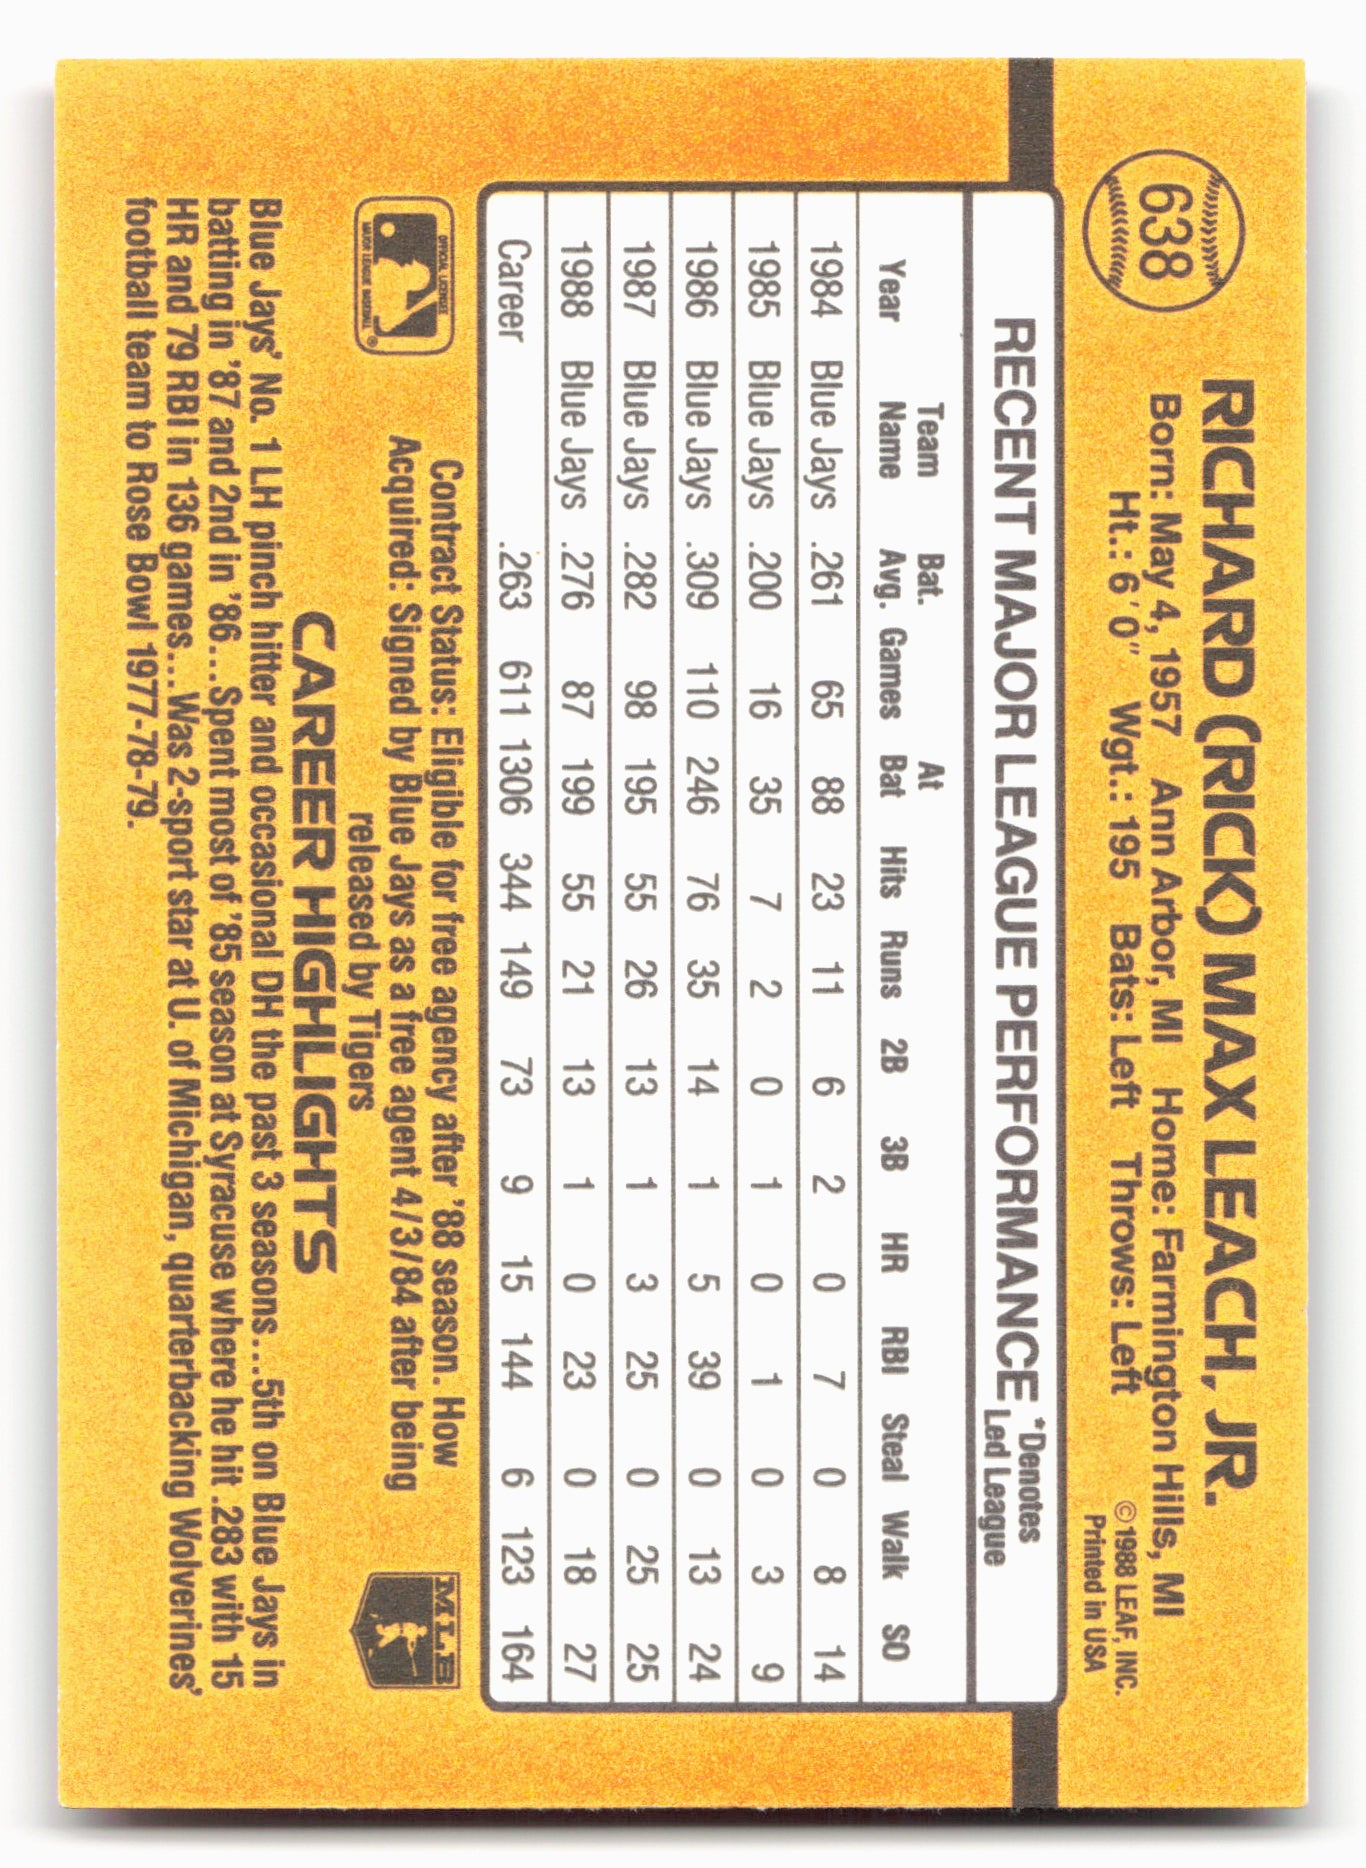 638
RICHARD (RICK) MAX LEACH, JR.
Born: May 4, 1957 Ann Arbor, MI Home: Farmington Hills, MI
Ht.: 6'0" Wgt.: 195 Bats: Left Throws: Left
© 1988 LEAF, INC.
Printed in USA
RECENT MAJOR LEAGUE PERFORMANCE
*Denotes
Led League
Year Team Name Bat. Avg. Games At Bat Hits Runs 2B 3B HR RBI Steal Walk SO
1984 Blue Jays .261 65 88 23 11 6 2 0 7 0 8 14
1985 Blue Jays .200 16 35 7 2 0 1 0 1 0 3 9
1986 Blue Jays .309 110 246 76 35 14 1 5 39 0 13 24
1987 Blue Jays .282 98 195 55 26 13 1 3 25 0 25 25
1988 Blue Jays .276 87 199 55 21 13 1 0 23 0 18 27
Career .263 611 1306 344 149 73 9 15 144 6 123 164
OFFICIAL LICENSEE
MAJOR LEAGUE BASEBALL
®
Contract Status: Eligible for free agency after '88 season. How
Acquired: Signed by Blue Jays as a free agent 4/3/84 after being
released by Tigers
MLB
CAREER HIGHLIGHTS
Blue Jays' No. 1 LH pinch hitter and occasional DH the past 3 seasons...5th on Blue Jays in
batting in '87 and 2nd in '86...Spent most of '85 season at Syracuse where he hit .283 with 15
HR and 79 RBI in 136 games...Was 2-sport star at U. of Michigan, quarterbacking Wolverines'
football team to Rose Bowl 1977-78-79.